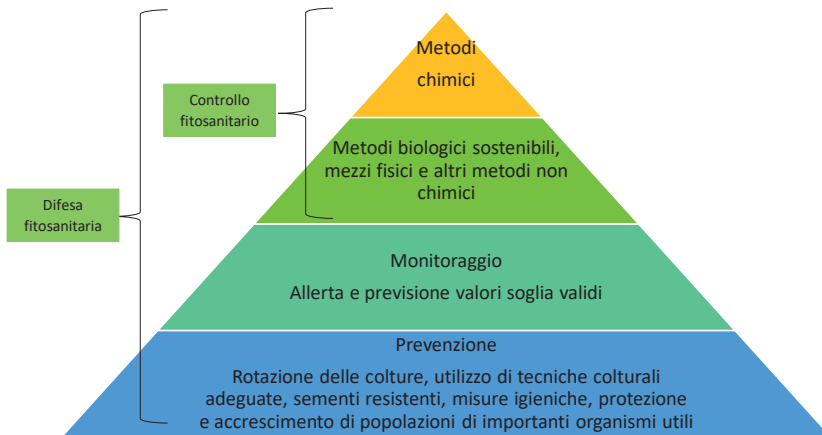 Metodi
chimici
Controllo
fitosanitario
Metodi biologici sostenibili,
mezzi fisici e altri metodi non
chimici
Difesa
fitosanitaria
Monitoraggio
Allerta e previsione valori soglia validi
Prevenzione
Rotazione delle colture, utilizzo di tecniche colturali
adeguate, sementi resistenti, misure igieniche, protezione
e accrescimento di popolazioni di importanti organismi utili